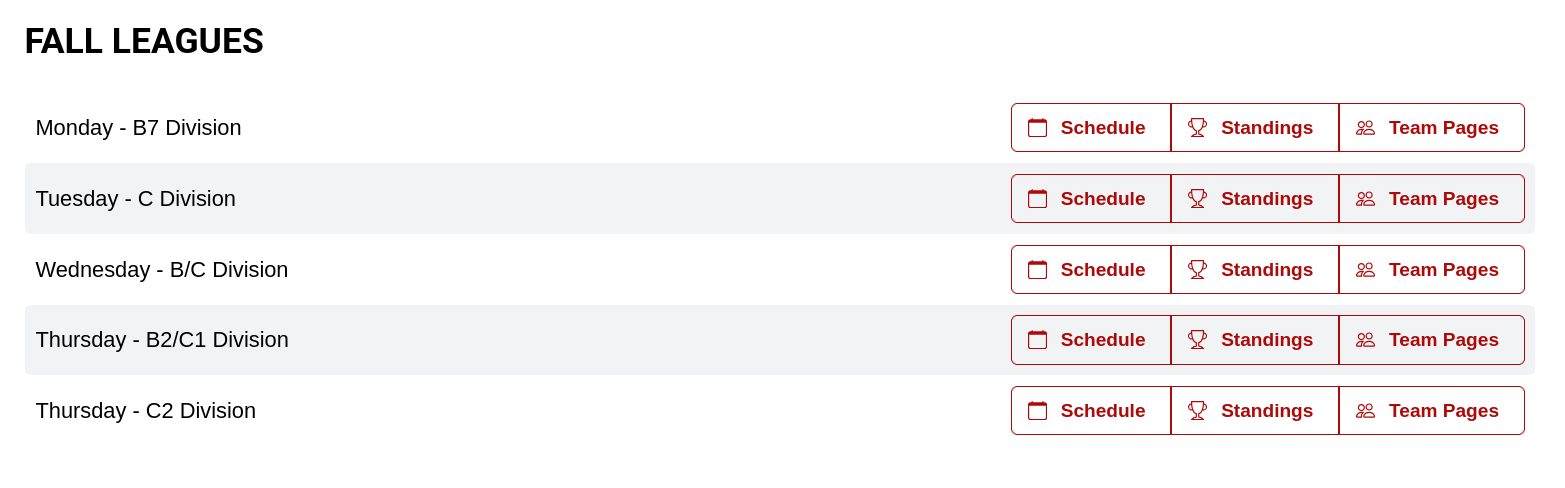 FALL LEAGUES
Monday - B7 Division Schedule Standings Team Pages
Tuesday - C Division Schedule Standings Team Pages
Wednesday - B/C Division Schedule Standings Team Pages
Thursday - B2/C1 Division Schedule Standings Team Pages
Thursday - C2 Division Schedule Standings Team Pages